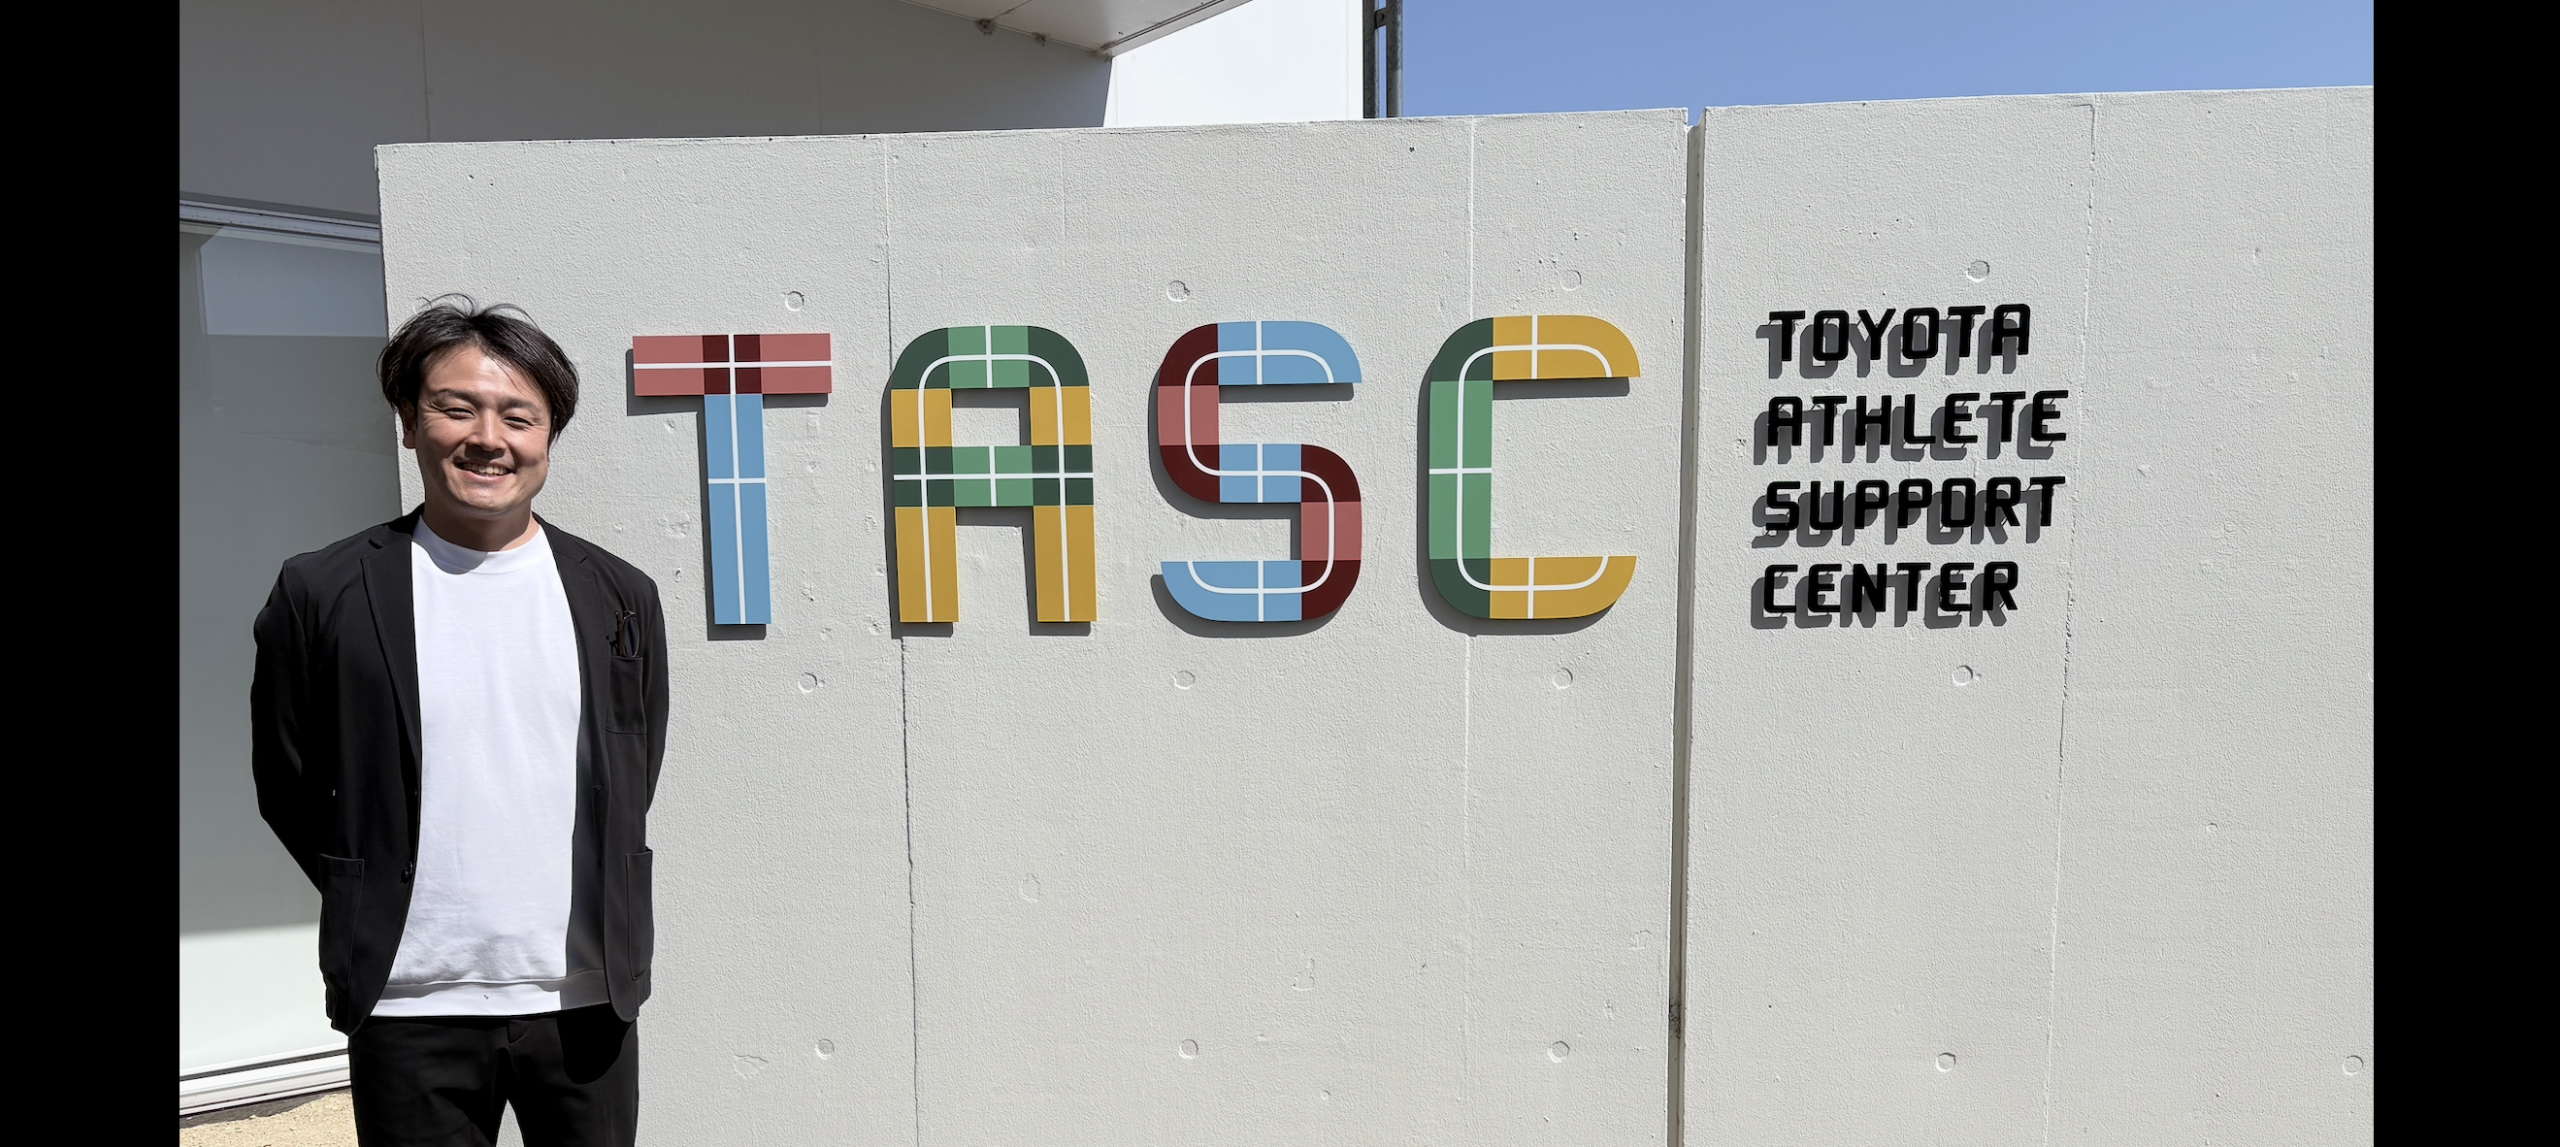 TASC
TOYOTA
ATHLETE
SUPPORT
CENTER